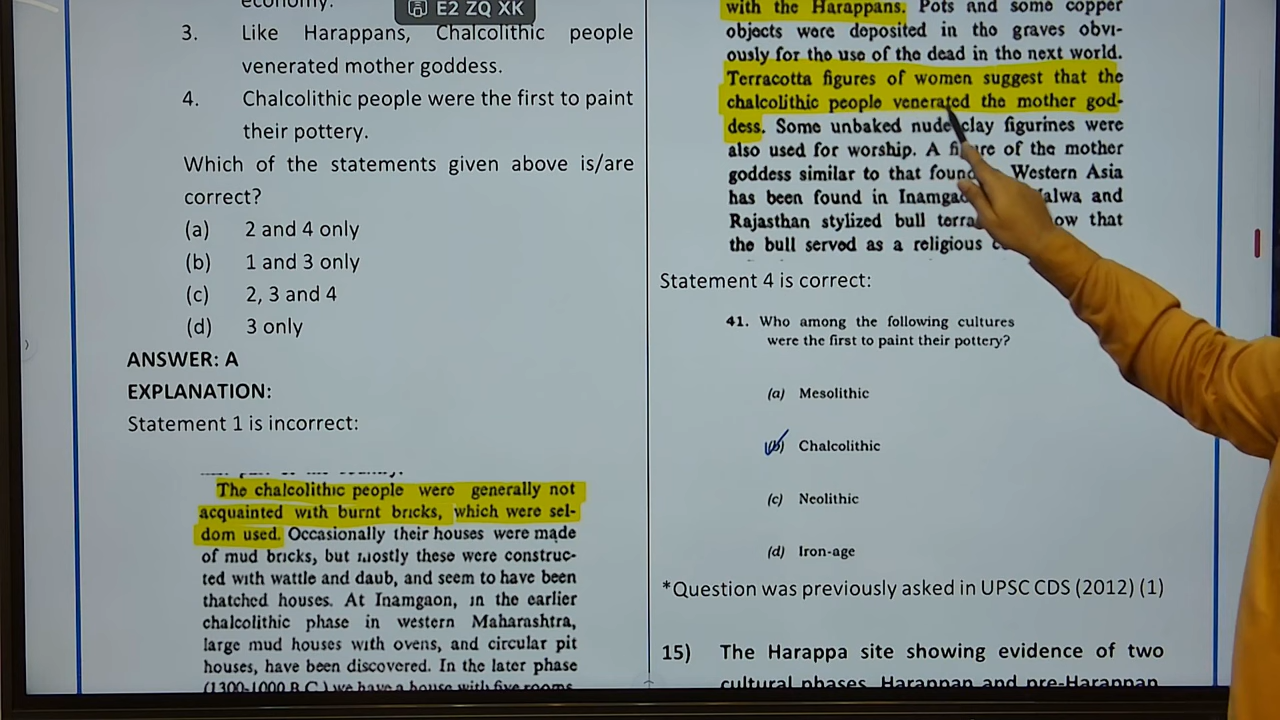 economy.
E2 ZQ XK
3. Like Harappans, Chalcolithic people
venerated mother goddess.
4. Chalcolithic people were the first to paint
their pottery.
Which of the statements given above is/are
correct?
(a) 2 and 4 only
(b) 1 and 3 only
(c) 2, 3 and 4
(d) 3 only
ANSWER: A
EXPLANATION:
Statement 1 is incorrect:
The chalcolithic people were generally not
acquainted with burnt bricks, which were sel-
dom used. Occasionally their houses were made
of mud bricks, but mostly these were construc-
ted with wattle and daub, and seem to have been
thatched houses. At Inamgaon, in the earlier
chalcolithic phase in western Maharashtra,
large mud houses with ovens, and circular pit
houses, have been discovered. In the later phase
(1300-1000 B.C.) we have a house with five rooms,
with the Harappans. Pots and some copper
objects were deposited in the graves obvi-
ously for the use of the dead in the next world.
Terracotta figures of women suggest that the
chalcolithic people venerated the mother god-
dess. Some unbaked nude clay figurines were
also used for worship. A figure of the mother
goddess similar to that found Western Asia
has been found in and
Rajasthan stylized bull that
the bull served as a religious
Statement 4 is correct:
41. Who among the following cultures
were the first to paint their pottery?
(a) Mesolithic
(b) Chalcolithic
(c) Neolithic
(d) Iron-age
*Question was previously asked in UPSC CDS (2012) (1)
15) The Harappa site showing evidence of two
cultural phases, Harappan and pre-Harappan,